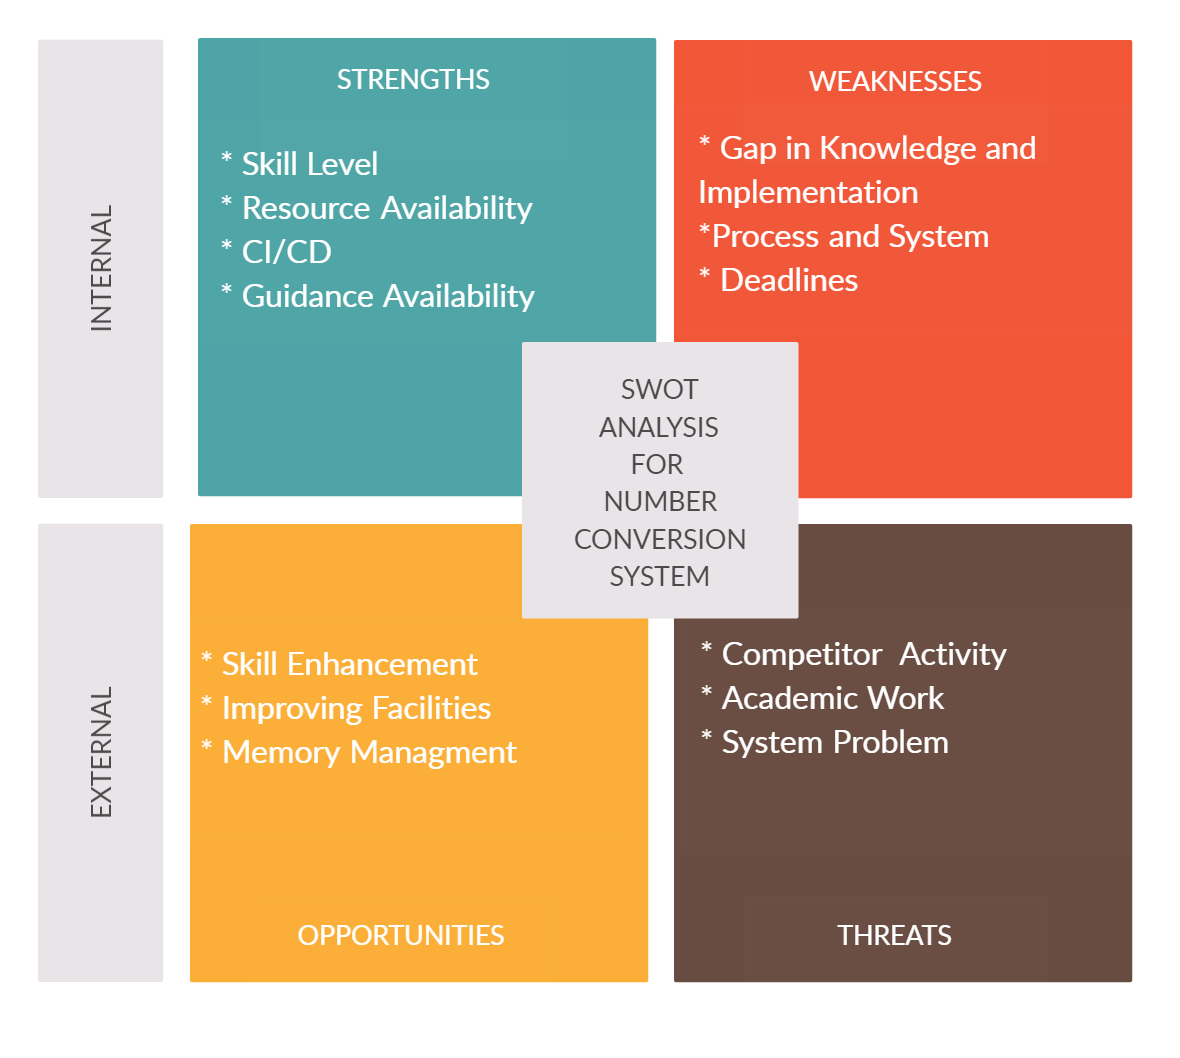 INTERNAL
STRENGTHS
* Skill Level
* Resource Availability
* CI/CD
* Guidance Availability
WEAKNESSES
* Gap in Knowledge and
Implementation
*Process and System
* Deadlines
SWOT
ANALYSIS
FOR
NUMBER
CONVERSION
SYSTEM
EXTERNAL
* Skill Enhancement
* Improving Facilities
* Memory Managment
OPPORTUNITIES
* Competitor  Activity
* Academic Work
* System Problem
THREATS